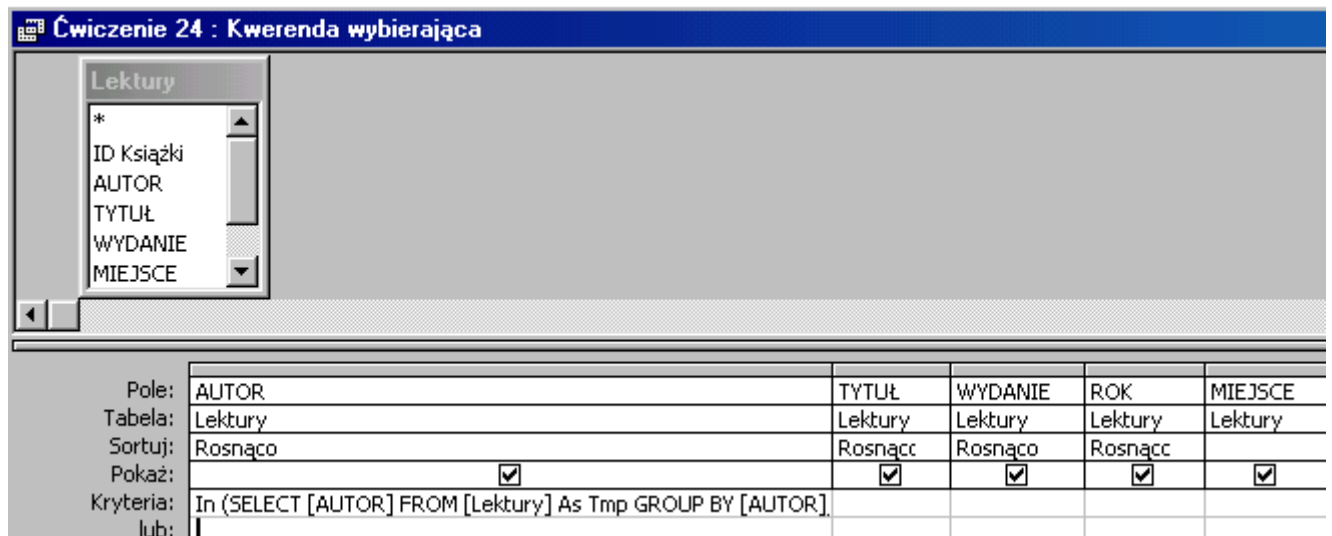 Ćwiczenie 24 : Kwerenda wybierająca
Lektury
*
ID Książki
AUTOR
TYTUŁ
WYDANIE
MIEJSCE
Pole: AUTOR TYTUŁ WYDANIE ROK MIEJSCE
Tabela: Lektury Lektury Lektury Lektury Lektury
Sortuj: Rosnąco Rosnącc Rosnąco Rosnącc
Pokaż:
Kryteria: In (SELECT [AUTOR] FROM [Lektury] As Tmp GROUP BY [AUTOR],
lub: